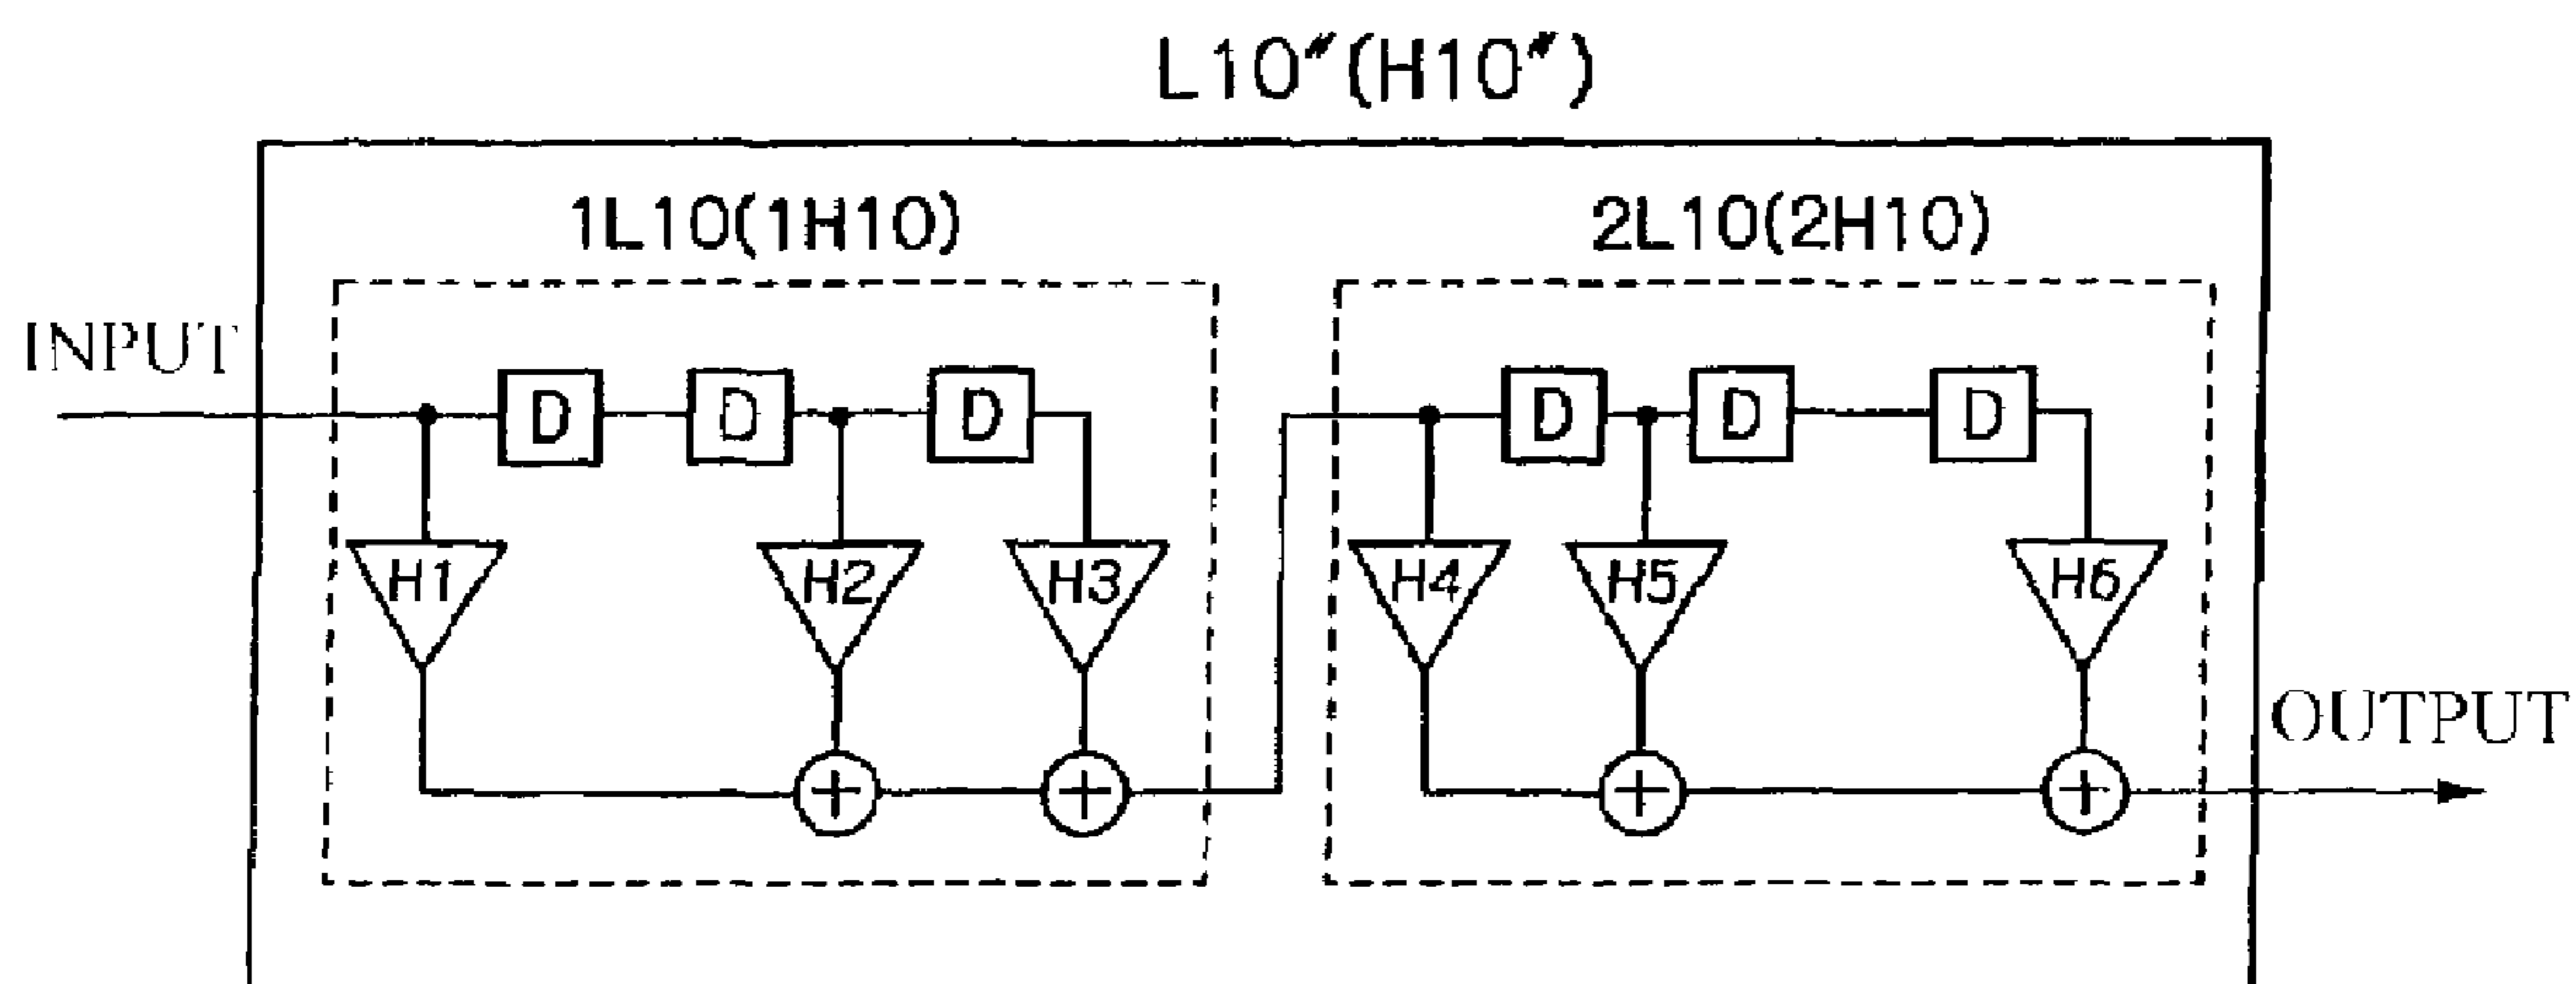 L10″(H10″)
1L10(1H10) 2L10(2H10)
INPUT
D D D D D D
H1 H2 H3 H4 H5 H6
OUTPUT
+ + + +